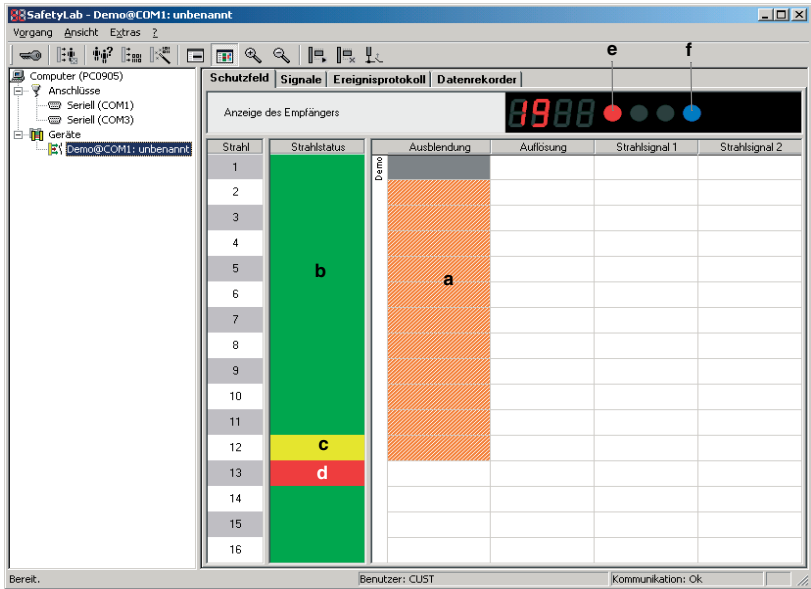 SafetyLab - Demo@COM1: unbenannt
Vorgang Ansicht Extras ?
e f
Computer (PC0905)
Anschlüsse
Seriell (COM1)
Seriell (COM3)
Geräte
Demo@COM1: unbenannt
Schutzfeld Signale Ereignisprotokoll Datenrekorder
Anzeige des Empfängers
19
Strahl Strahlstatus Ausblendung Auflösung Strahlsignal 1 Strahlsignal 2
Demo
1
2
3
4
5 b a
6
7
8
9
10
11
12 c
13 d
14
15
16
Bereit. Benutzer: CUST Kommunikation: Ok